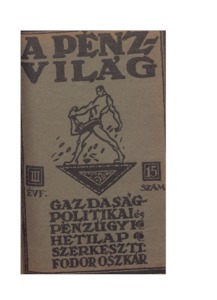 A PÉNZ-
VILÁG
III 15
ÉVF. SZÁM
GAZDASÁG-
POLITIKAI és
PÉNZÜGYI
HETILAP
SZERKESZTI:
FODOR OSZKÁR